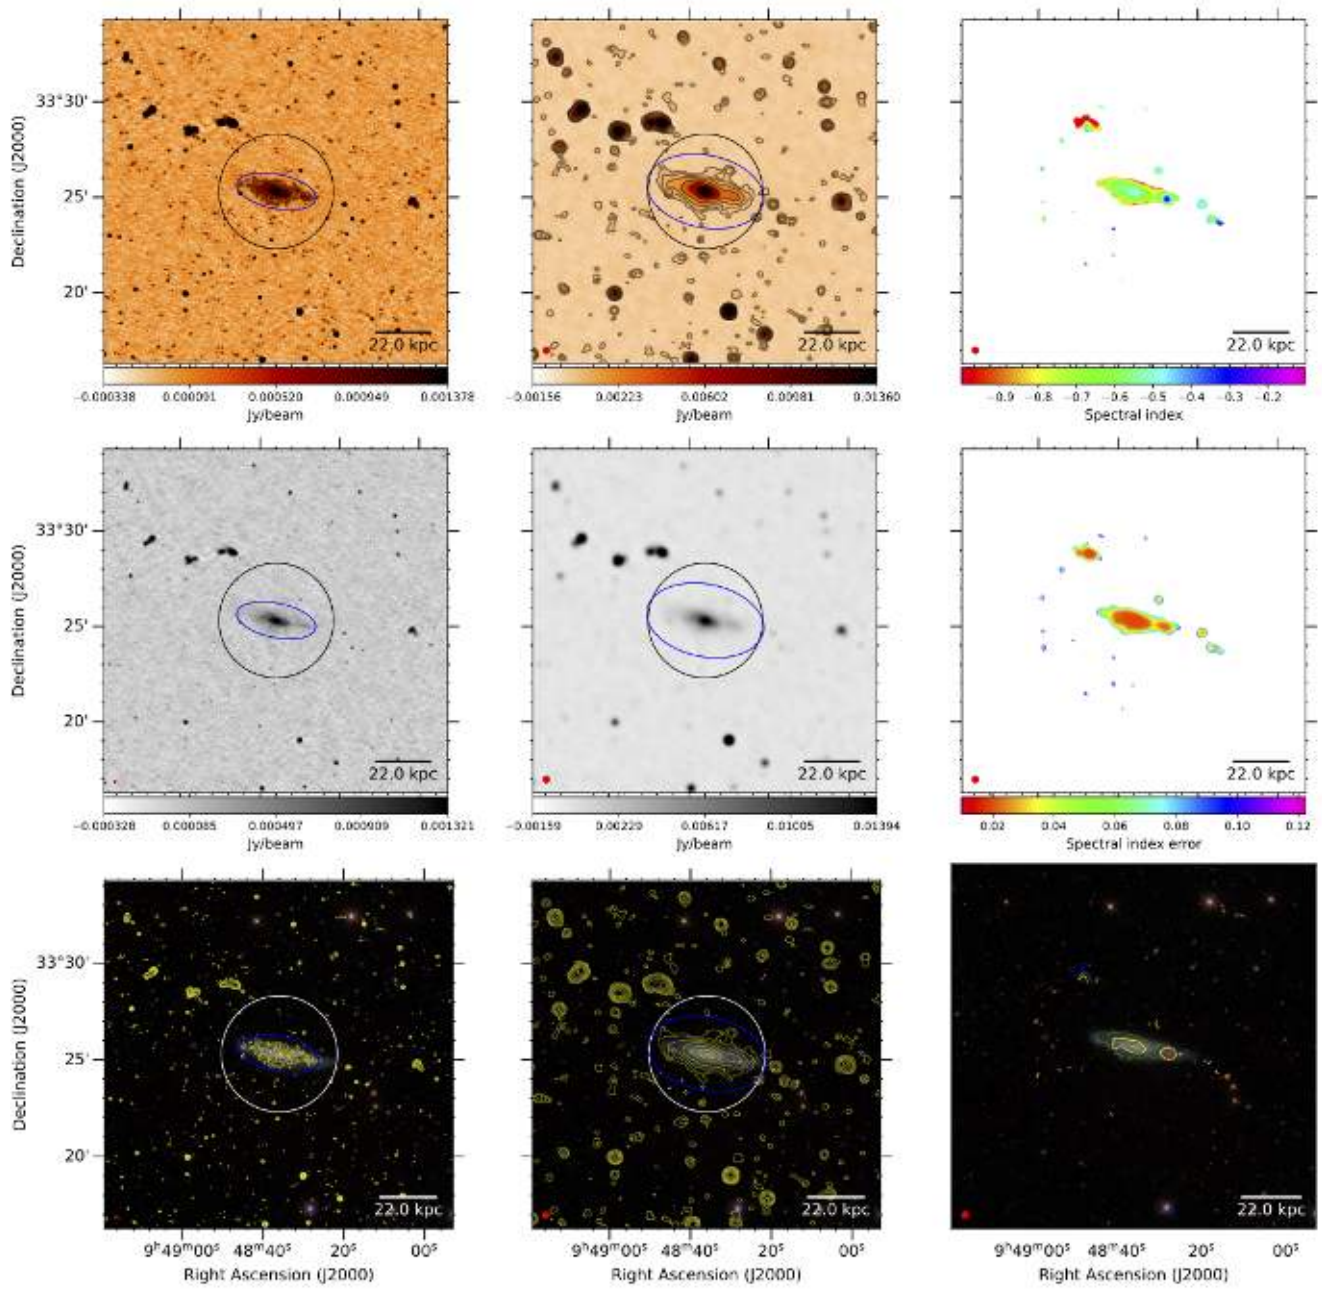 Declination (J2000)
33°30'
25'
20'
22.0 kpc
22.0 kpc
22.0 kpc
−0.000338 0.000091 0.000520 0.000949 0.001378
Jy/beam
−0.00156 0.00223 0.00602 0.00981 0.01360
Jy/beam
−0.9 −0.8 −0.7 −0.6 −0.5 −0.4 −0.3 −0.2
Spectral index
Declination (J2000)
33°30'
25'
20'
22.0 kpc
22.0 kpc
22.0 kpc
−0.000328 0.000085 0.000497 0.000909 0.001321
Jy/beam
−0.00159 0.00229 0.00617 0.01005 0.01394
Jy/beam
0.02 0.04 0.06 0.08 0.10 0.12
Spectral index error
Declination (J2000)
33°30'
25'
20'
22.0 kpc
22.0 kpc
22.0 kpc
9ʰ49ᵐ00ˢ 48ᵐ40ˢ 20ˢ 00ˢ
Right Ascension (J2000)
9ʰ49ᵐ00ˢ 48ᵐ40ˢ 20ˢ 00ˢ
Right Ascension (J2000)
9ʰ49ᵐ00ˢ 48ᵐ40ˢ 20ˢ 00ˢ
Right Ascension (J2000)